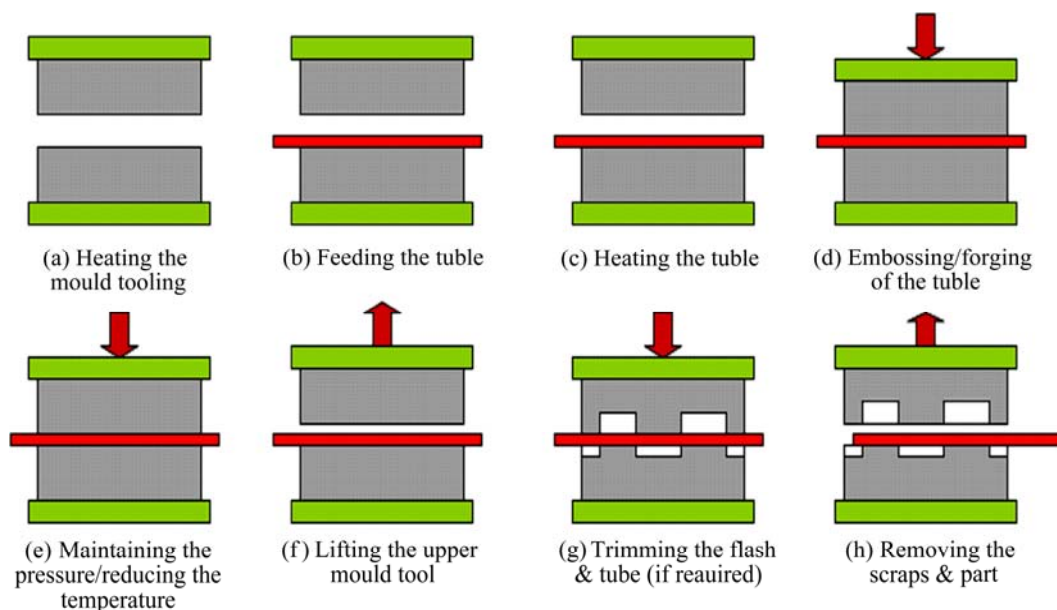 (a) Heating the
mould tooling
(b) Feeding the tuble
(c) Heating the tuble
(d) Embossing/forging
of the tuble
(e) Maintaining the
pressure/reducing the
temperature
(f) Lifting the upper
mould tool
(g) Trimming the flash
& tube (if reauired)
(h) Removing the
scraps & part